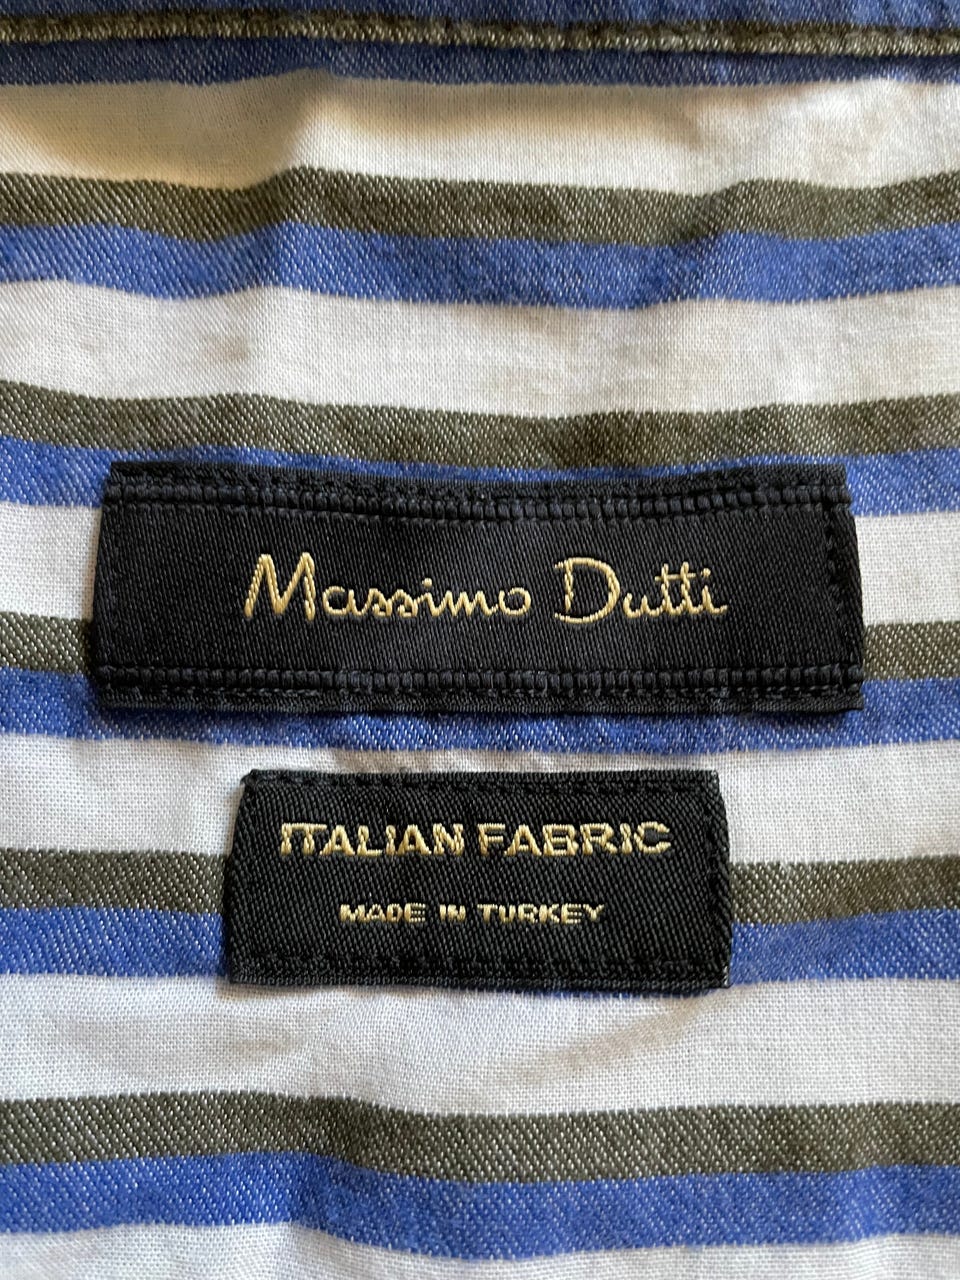 Massimo Dutti
ITALIAN FABRIC
MADE IN TURKEY